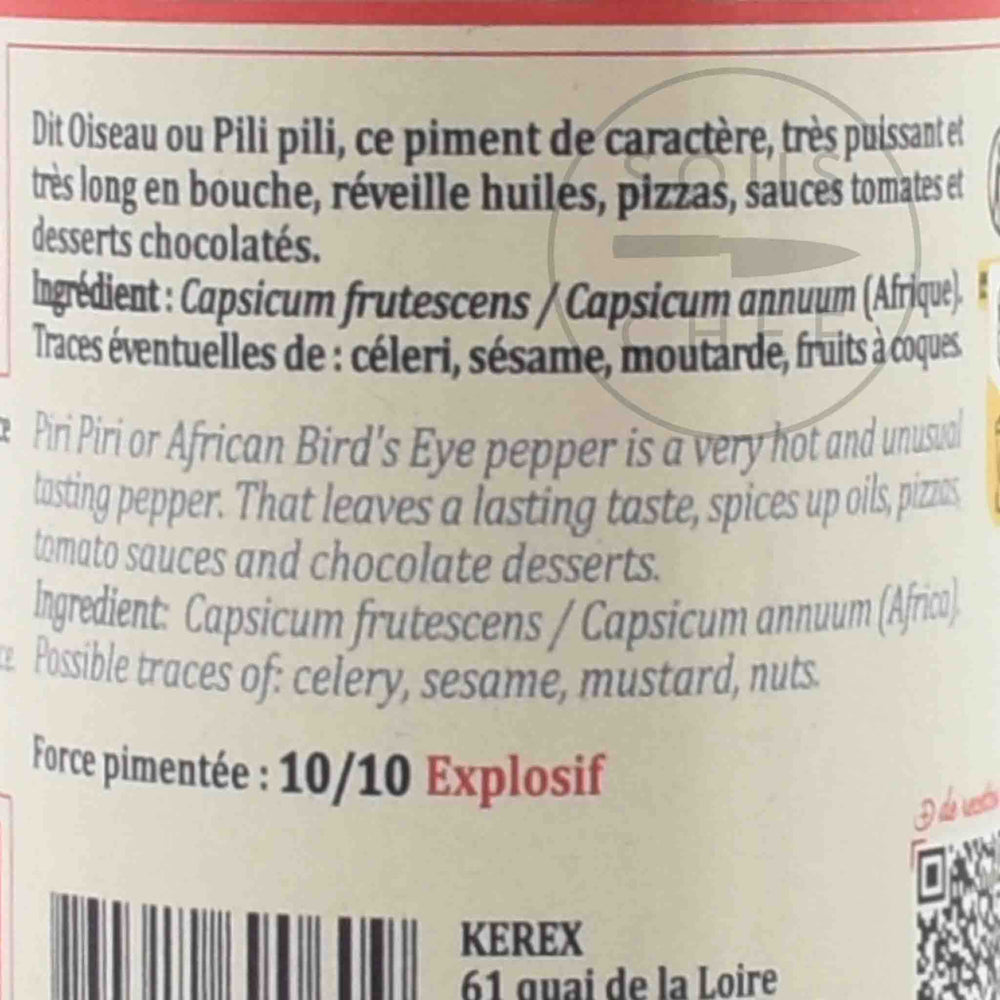 Dit Oiseau ou Pili pili, ce piment de caractère, très puissant et
très long en bouche, réveille huiles, pizzas, sauces tomates et
desserts chocolatés.
Ingrédient : Capsicum frutescens / Capsicum annuum (Afrique).
Traces éventuelles de : céleri, sésame, moutarde, fruits à coques.
Piri Piri or African Bird's Eye pepper is a very hot and unusual
tasting pepper. That leaves a lasting taste, spices up oils, pizzas,
tomato sauces and chocolate desserts.
Ingredient: Capsicum frutescens / Capsicum annuum (Africa).
Possible traces of: celery, sesame, mustard, nuts.
Force pimentée : 10/10 Explosif
KEREX
61 quai de la Loire
SOUS
CHEF
de